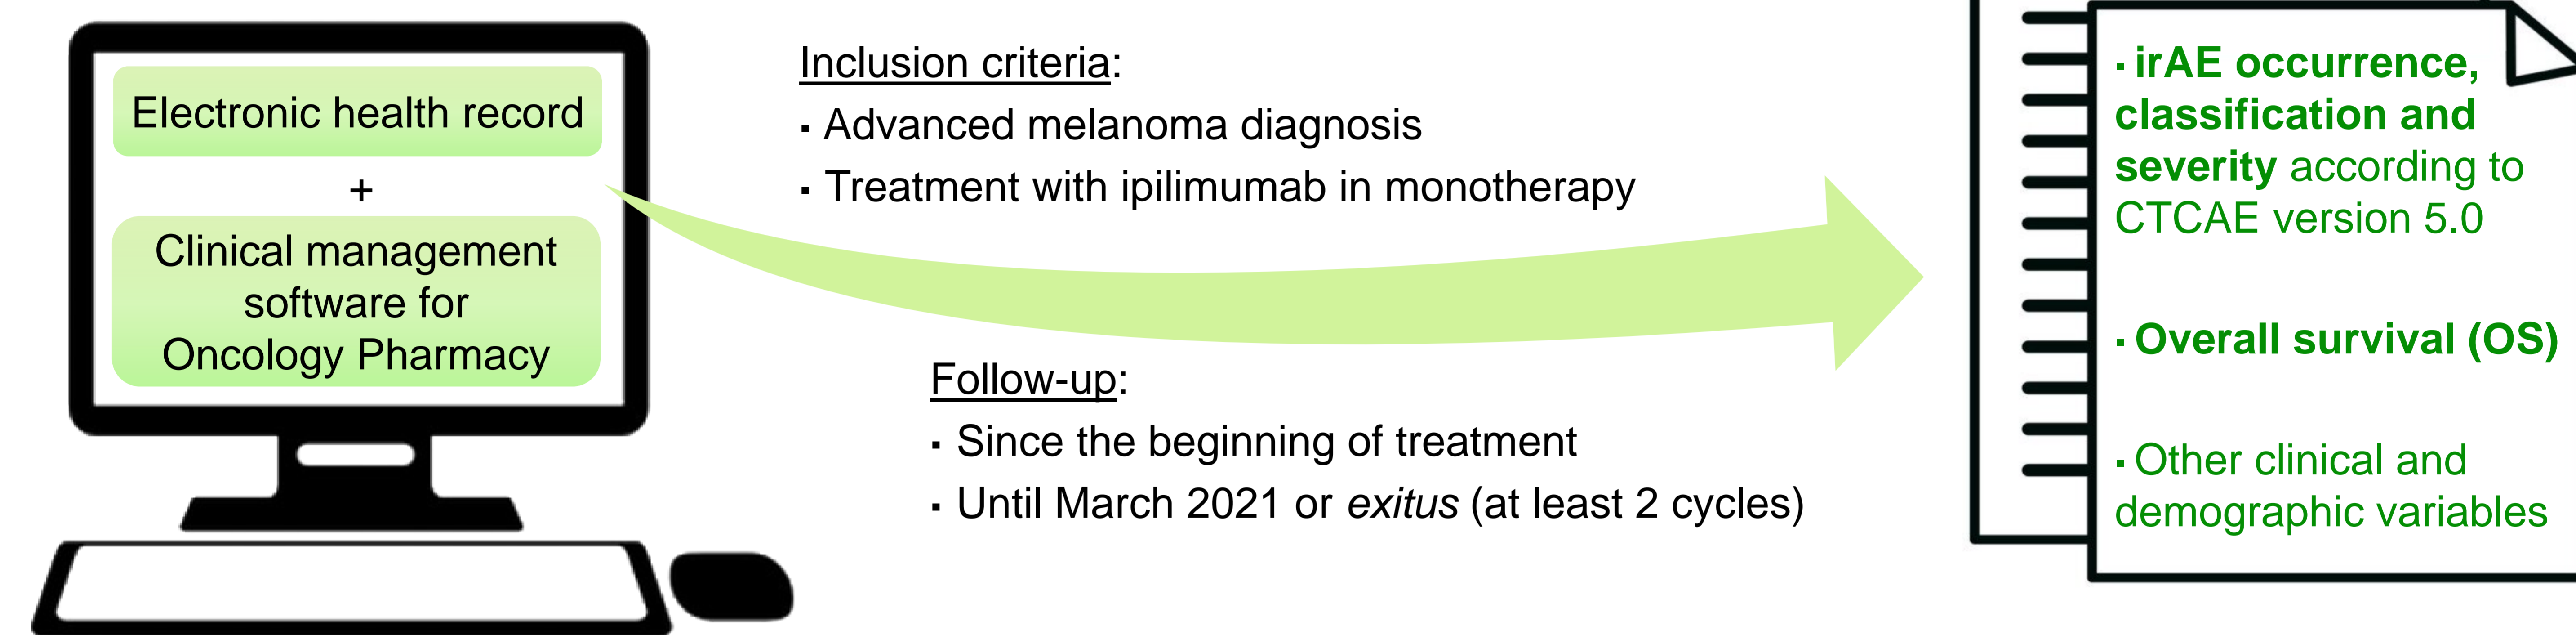 Electronic health record
+
Clinical management
software for
Oncology Pharmacy
Inclusion criteria:
▪ Advanced melanoma diagnosis
▪ Treatment with ipilimumab in monotherapy
Follow-up:
▪ Since the beginning of treatment
▪ Until March 2021 or exitus (at least 2 cycles)
▪ irAE occurrence,
classification and
severity according to
CTCAE version 5.0
▪ Overall survival (OS)
▪ Other clinical and
demographic variables